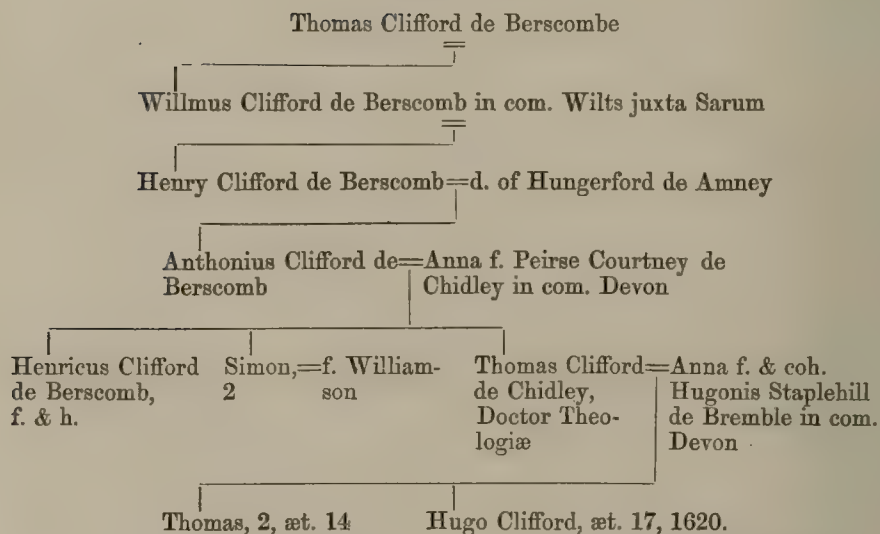 Thomas Clifford de Berscombe
Willmus Clifford de Berscomb in com. Wilts juxta Sarum
Henry Clifford de Berscomb=d. of Hungerford de Amney
Anthonius Clifford de=Anna f. Peirse Courtney de
Berscomb
Chidley in com. Devon
Henricus Clifford
de Berscomb,
f. & h.
Simon,=f. William-
2 son
Thomas Clifford=Anna f. & coh.
de Chidley,
Doctor Theo-
logiæ
Hugonis Staplehill
de Bremble in com.
Devon
Thomas, 2, æt. 14
Hugo Clifford, æt. 17, 1620.